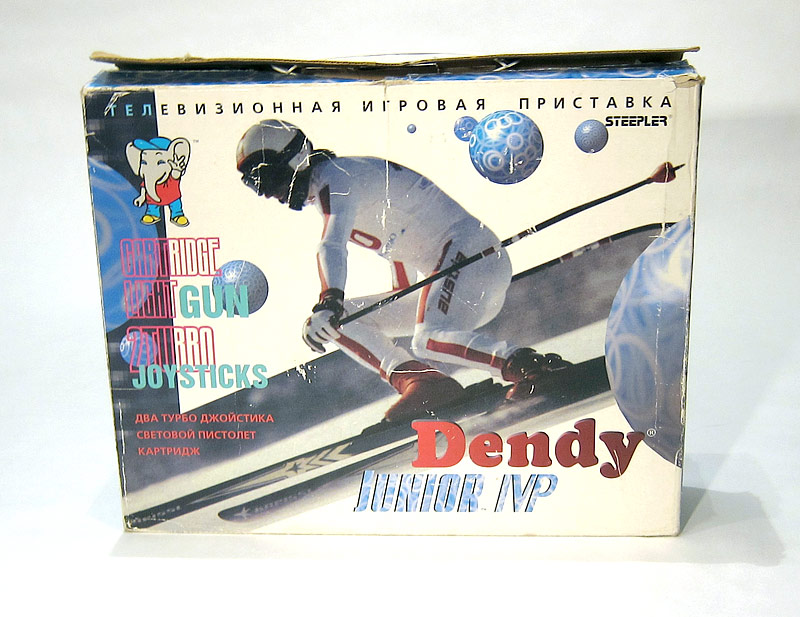 ТЕЛЕВИЗИОННАЯ ИГРОВАЯ ПРИСТАВКА
STEEPLER
™
CARTRIDGE
LIGHT GUN
2 TURBO
JOYSTICKS
ДВА ТУРБО ДЖОЙСТИКА
СВЕТОВОЙ ПИСТОЛЕТ
КАРТРИДЖ
Dendy®
JUNIOR IVP